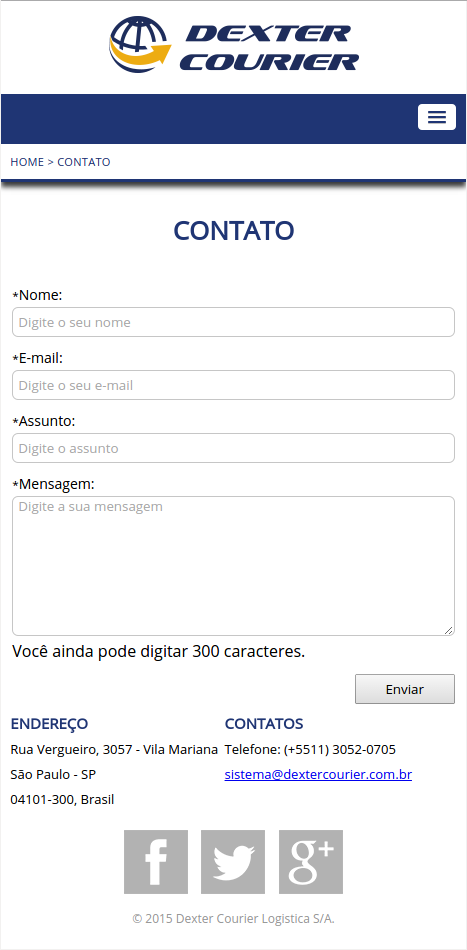 DEXTER
COURIER
HOME > CONTATO
CONTATO
*Nome:
Digite o seu nome
*E-mail:
Digite o seu e-mail
*Assunto:
Digite o assunto
*Mensagem:
Digite a sua mensagem
Você ainda pode digitar 300 caracteres.
Enviar
ENDEREÇO
Rua Vergueiro, 3057 - Vila Mariana
São Paulo - SP
04101-300, Brasil
CONTATOS
Telefone: (+5511) 3052-0705
sistema@dextercourier.com.br
f
g+
© 2015 Dexter Courier Logistica S/A.